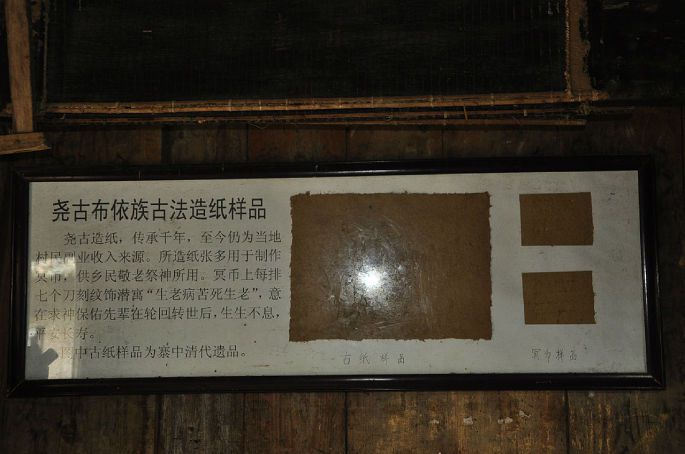 尧古布依族古法造纸样品
尧古造纸，传承千年，至今仍为当地
村民副业收入来源。所造纸张多用于制作
冥币，供乡民敬老祭神所用。冥币上每排
七个刀刻纹饰潜寓“生老病苦死生老”，意
在求神保佑先辈在轮回转世后，生生不息，
平安长寿。
图中古纸样品为寨中清代遗品。
古纸样品
冥币样品